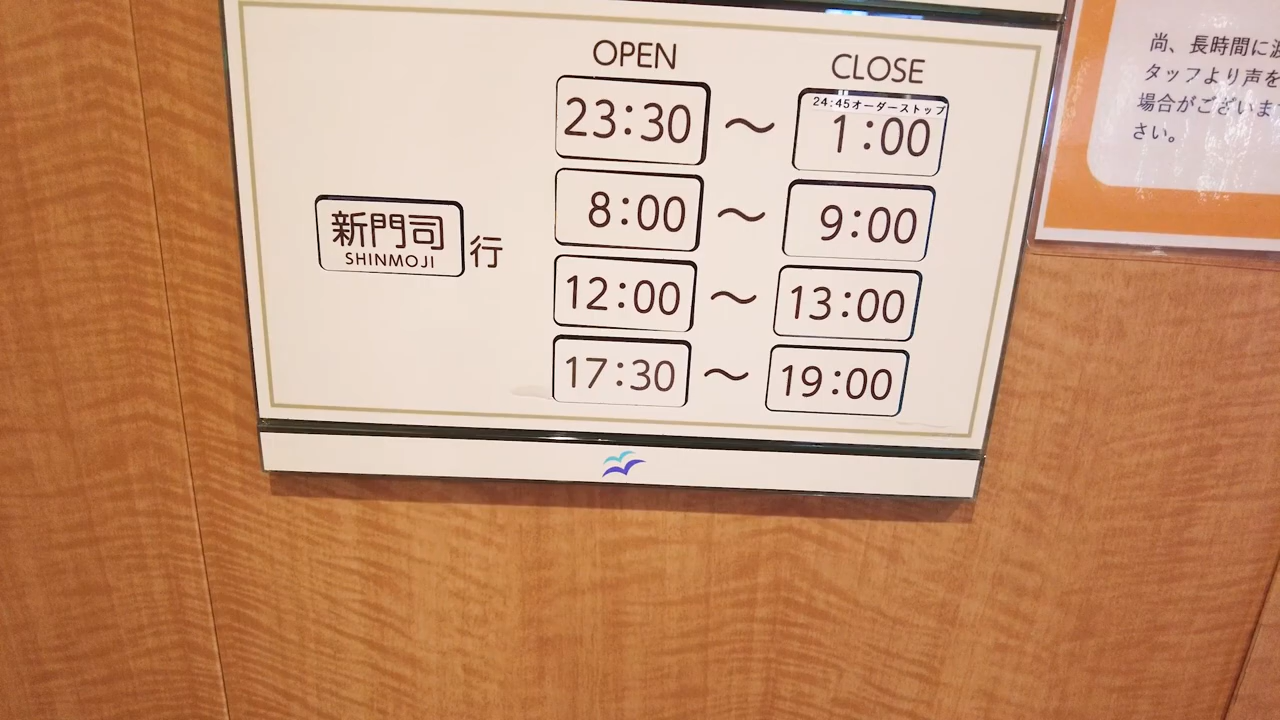 OPEN CLOSE
23:30 ～ 24:45オーダーストップ
1:00
8:00 ～ 9:00
新門司
SHINMOJI
行
12:00 ～ 13:00
17:30 ～ 19:00
尚、長時間に
タッフより声を
場合がございま
さい。